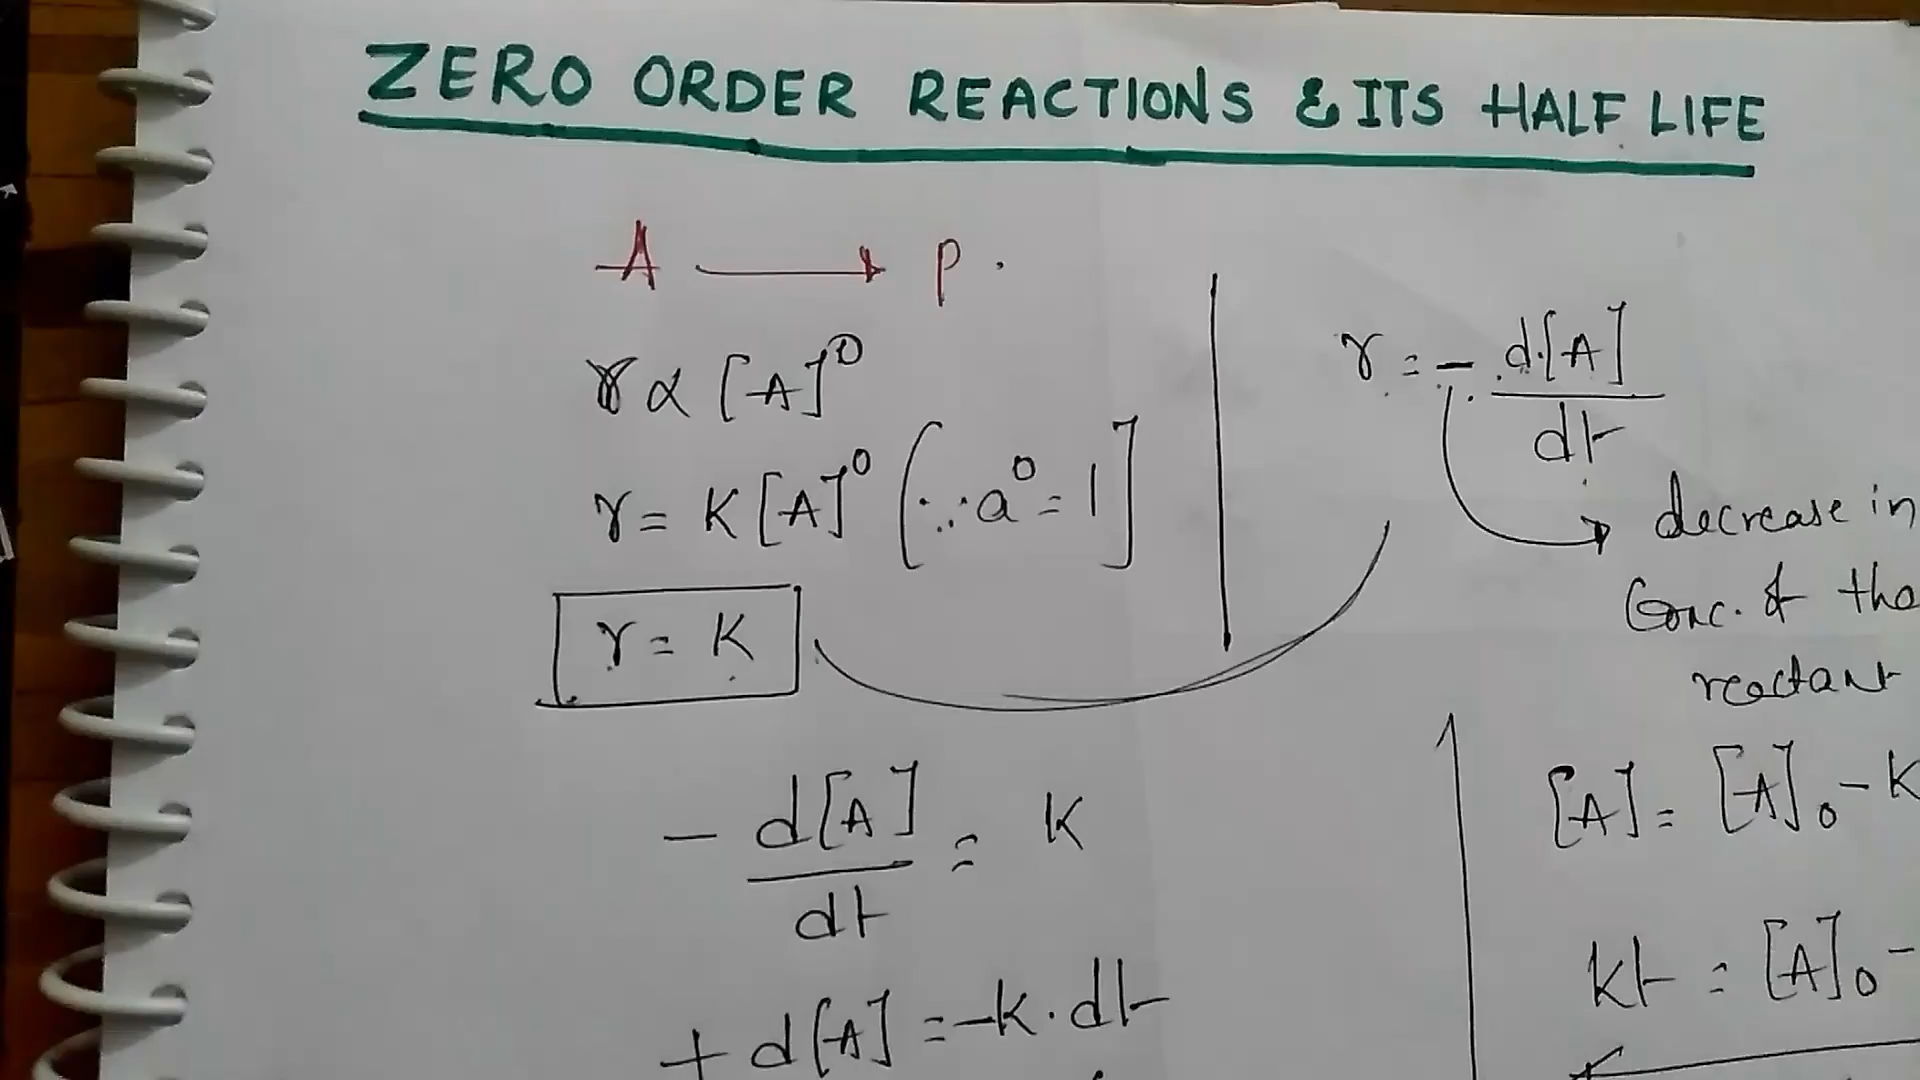 ZERO ORDER REACTIONS & ITS HALF LIFE
A → P.
r ∝ [A]⁰
r = K[A]⁰ (∵ a⁰ = 1]
r = K
r = - d[A]/dt
decrease in
Conc. of the
reactant
- d[A]/dt = K
+ d[A] = -K.dt
[A] = [A]₀ - K
Kt = [A]₀ -